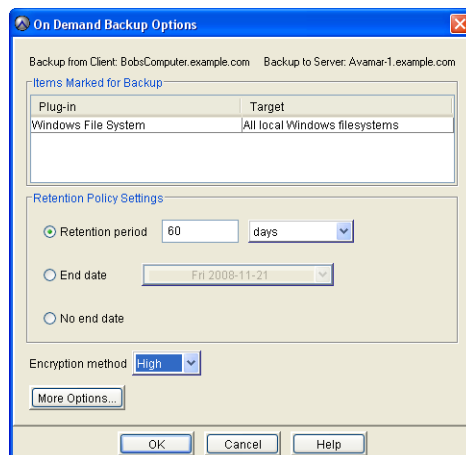 On Demand Backup Options
Backup from Client: BobsComputer.example.com Backup to Server: Avamar-1.example.com
Items Marked for Backup
Plug-in Target
Windows File System All local Windows filesystems
Retention Policy Settings
Retention period 60 days
End date Fri 2008-11-21
No end date
Encryption method High
More Options...
OK Cancel Help